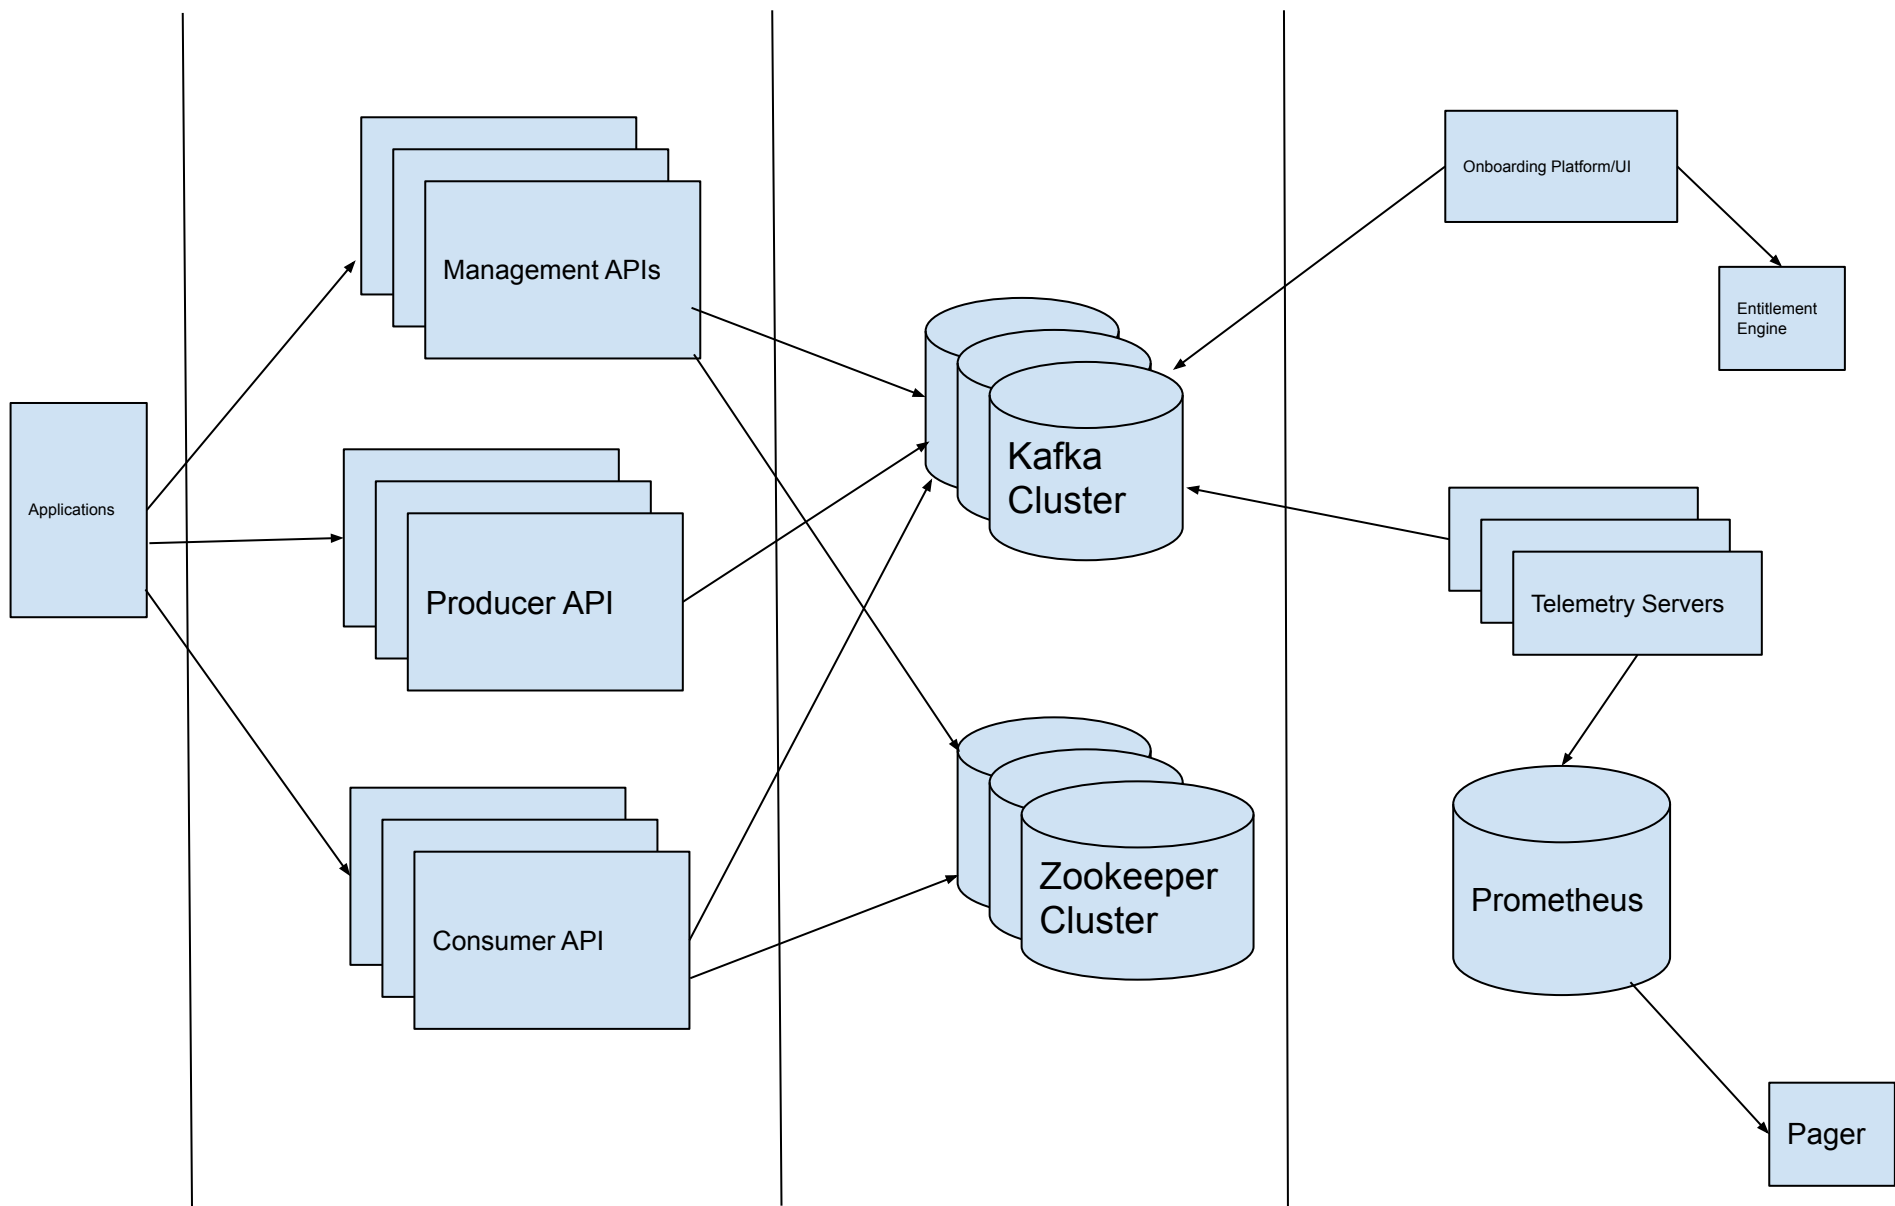 Applications
Management APIs
Producer API
Consumer API
Kafka
Cluster
Zookeeper
Cluster
Onboarding Platform/UI
Entitlement
Engine
Telemetry Servers
Prometheus
Pager